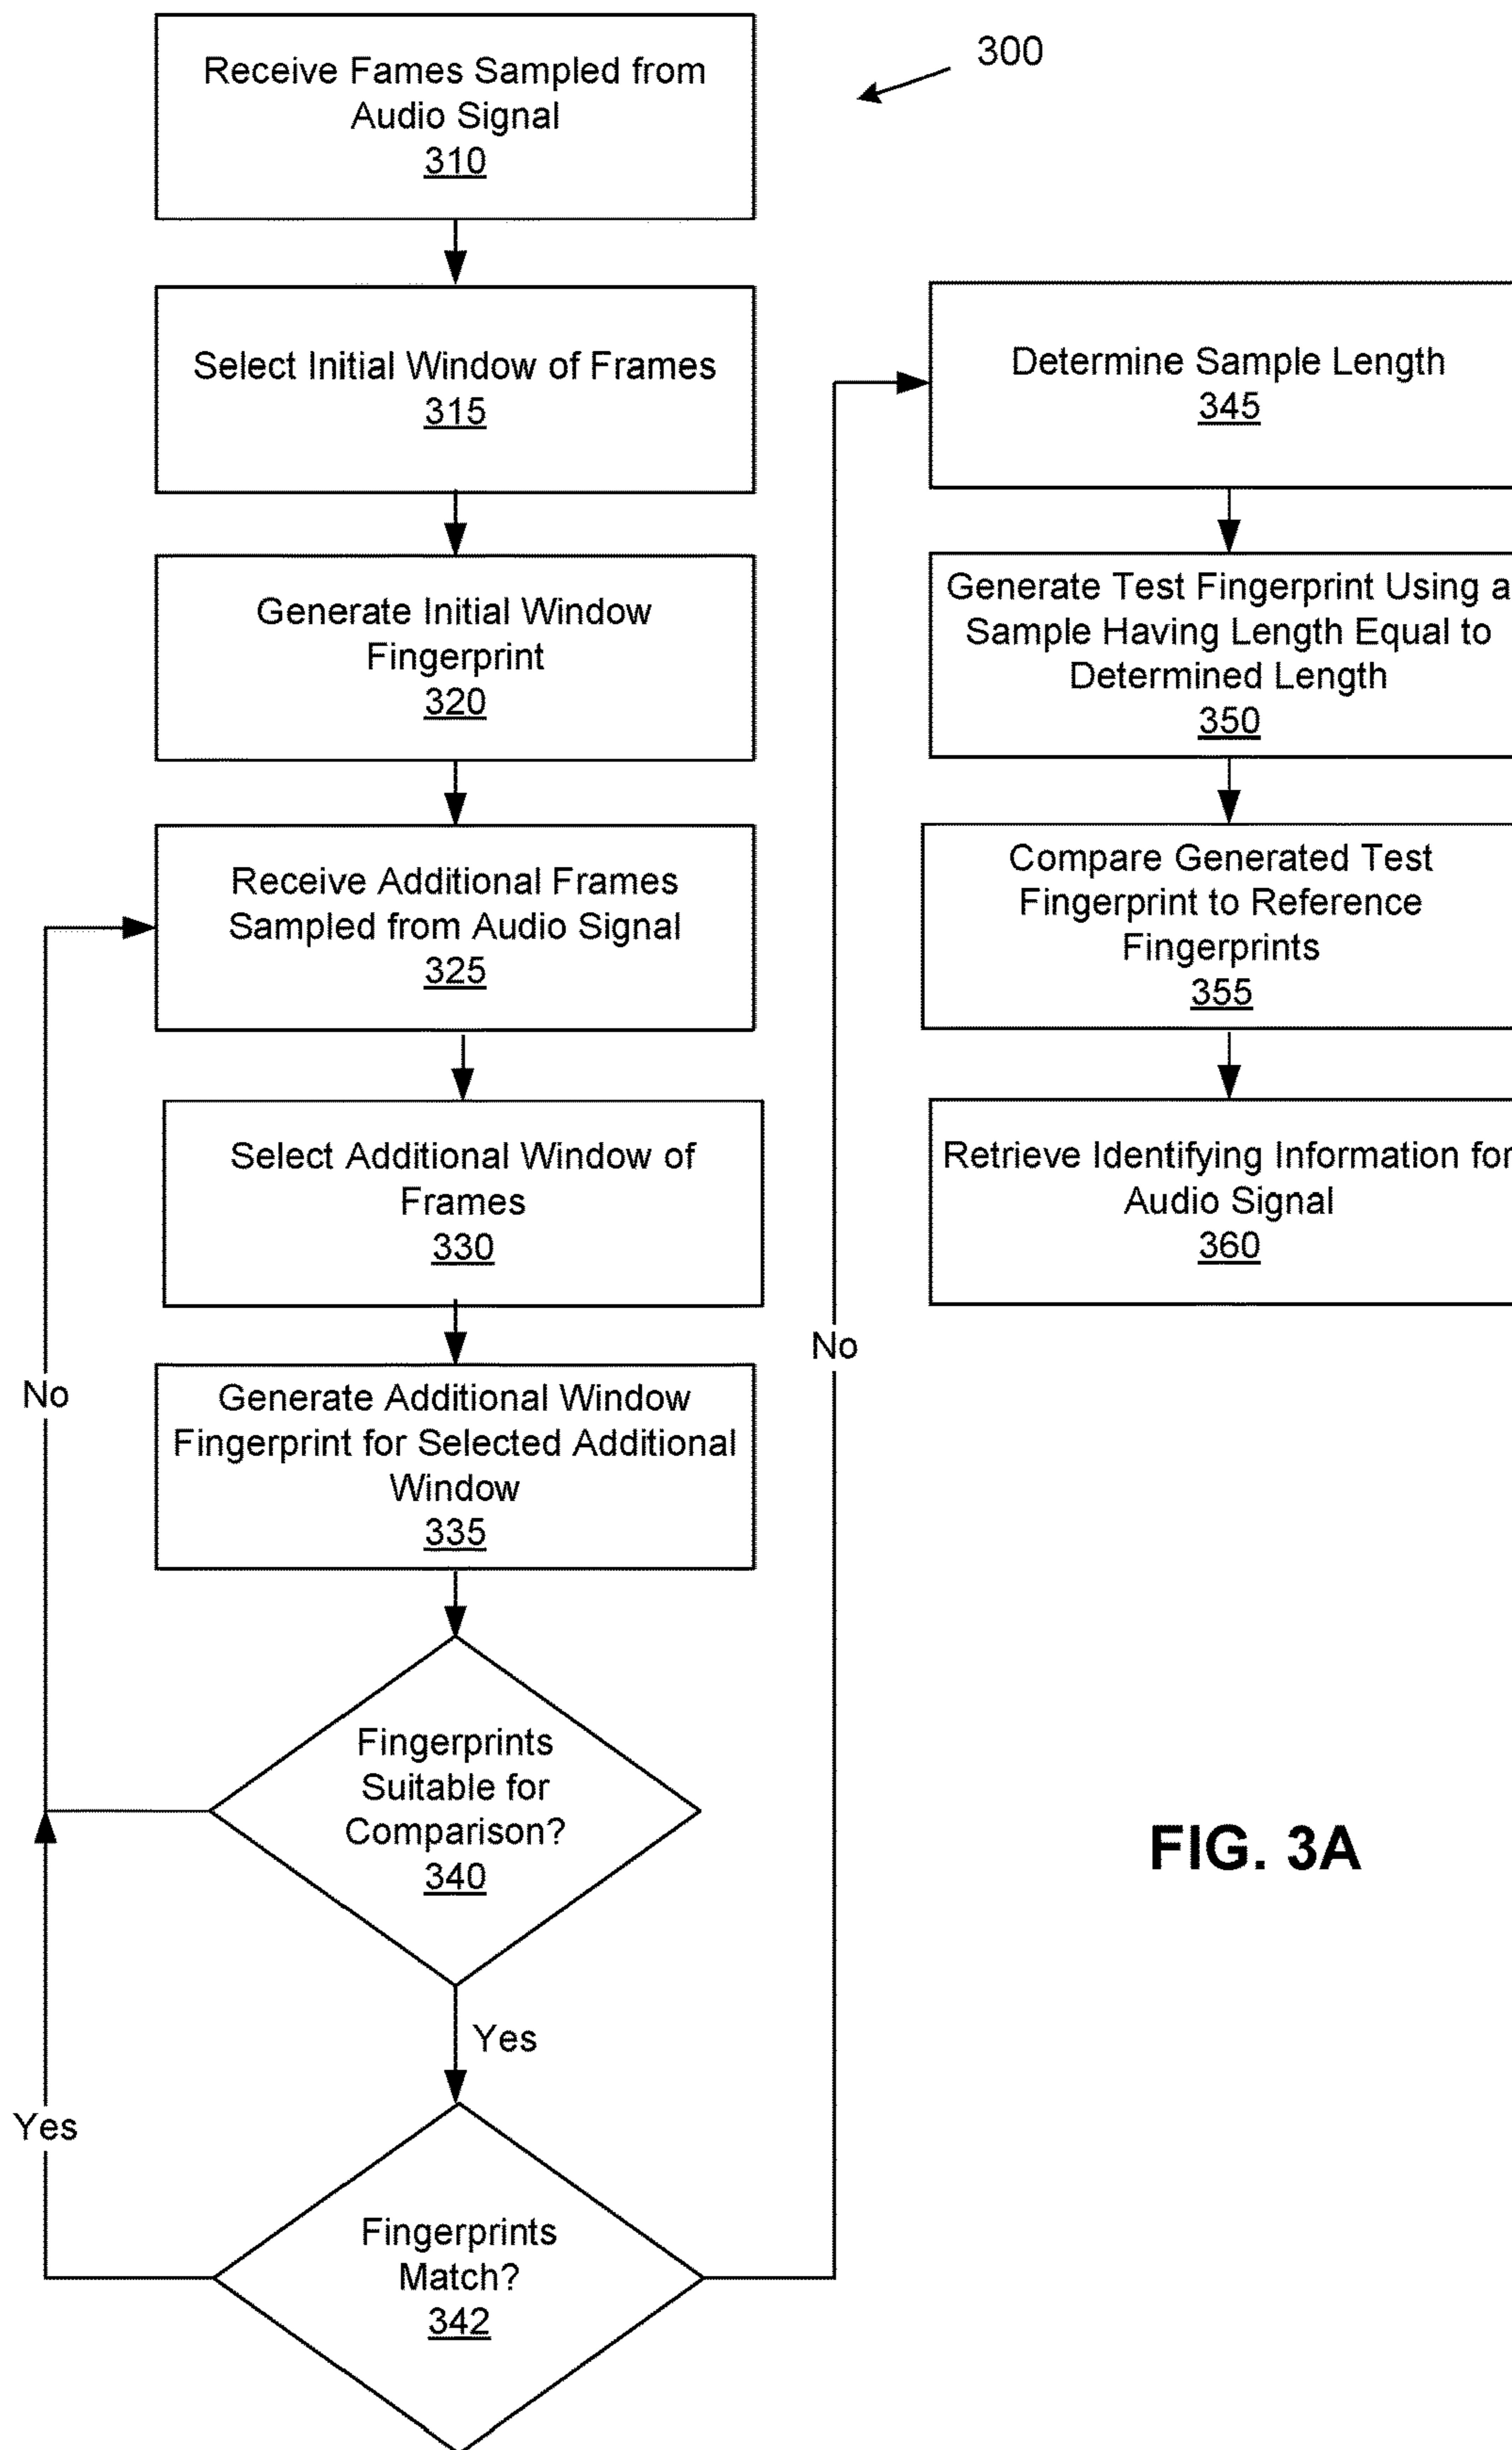 300
Receive Fames Sampled from
Audio Signal
310
Select Initial Window of Frames
315
Generate Initial Window
Fingerprint
320
Receive Additional Frames
Sampled from Audio Signal
325
Select Additional Window of
Frames
330
Generate Additional Window
Fingerprint for Selected Additional
Window
335
Fingerprints
Suitable for
Comparison?
340
No
Yes
Fingerprints
Match?
342
Yes
No
Determine Sample Length
345
Generate Test Fingerprint Using a
Sample Having Length Equal to
Determined Length
350
Compare Generated Test
Fingerprint to Reference
Fingerprints
355
Retrieve Identifying Information for
Audio Signal
360
FIG. 3A